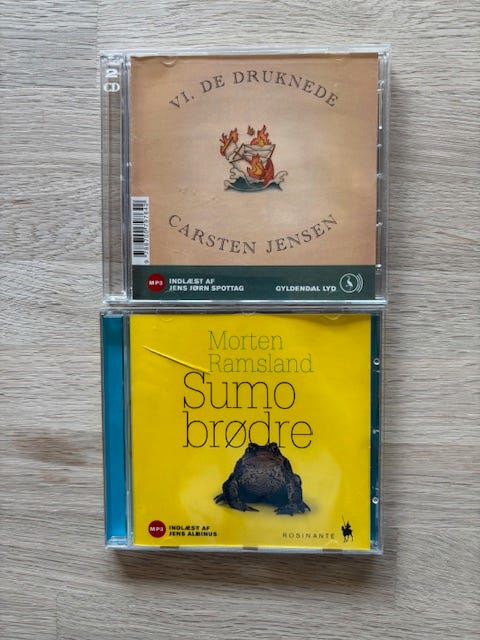 2
CD
VI, DE DRUKNEDE
CARSTEN JENSEN
MP3
INDLÆST AF
JENS JØRN SPOTTAG
GYLDENDAL LYD
Morten
Ramsland
Sumo
brødre
MP3
INDLÆST AF
JENS ALBINUS
ROSINANTE